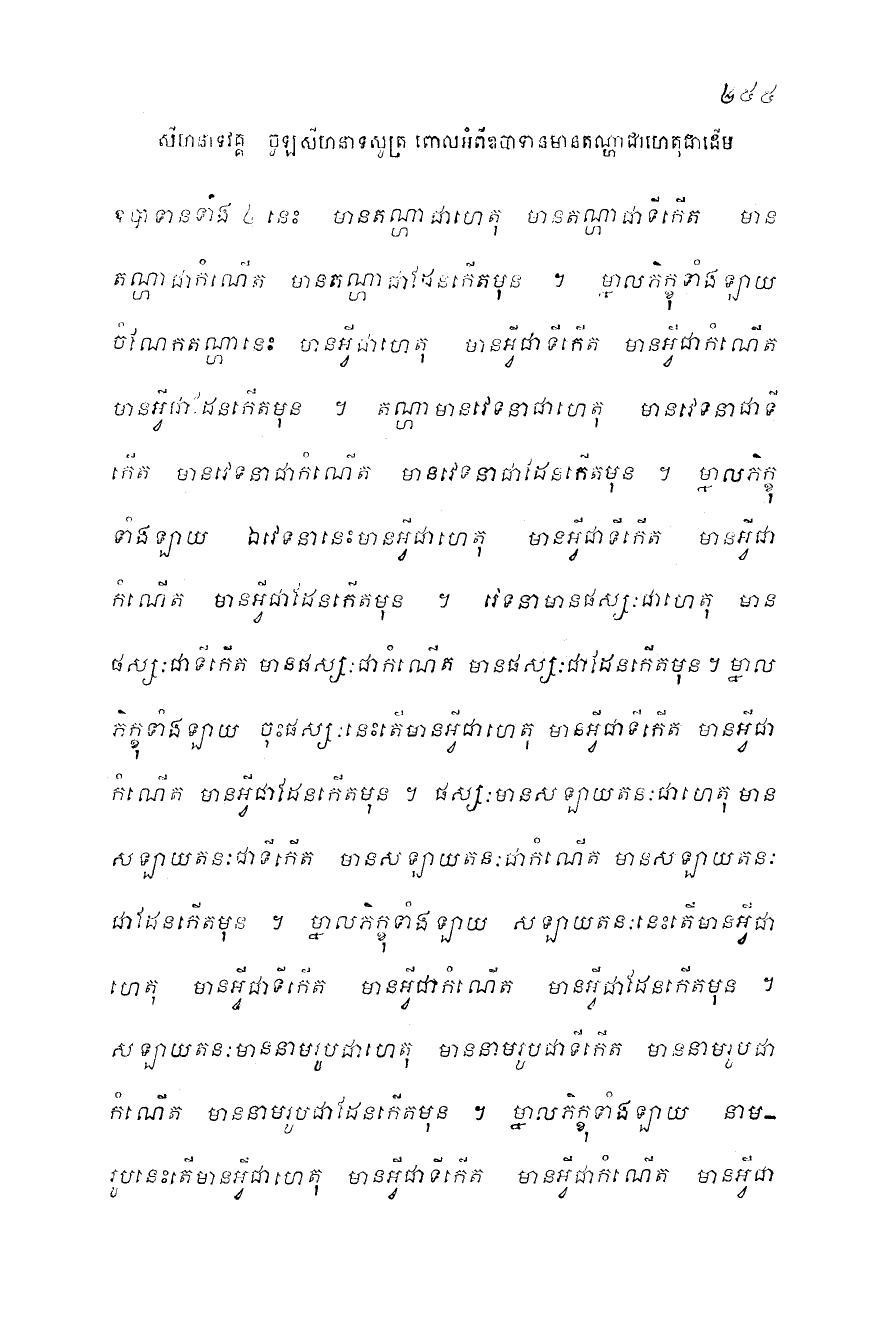 ២៤៤
សីហនាទវគ្គ ចូឡសីហនាទសូត្រ ពោលអំពីឧបាទានមានតណ្ហាជាហេតុជាដើម
ឧបាទានទាំង ៤ នេះ មានតណ្ហាជាហេតុ មានតណ្ហាជាទីកើត មាន
តណ្ហាជាកំណើត មានតណ្ហាជាដែនកើតមុន ។ ម្នាលភិក្ខុទាំងឡាយ
ចំណែកតណ្ហានេះ មានអ្វីជាហេតុ មានអ្វីជាទីកើត មានអ្វីជាកំណើត
មានអ្វីជាដែនកើតមុន ។ តណ្ហាមានវេទនាជាហេតុ មានវេទនាជាទី
កើត មានវេទនាជាកំណើត មានវេទនាជាដែនកើតមុន ។ ម្នាលភិក្ខុ
ទាំងឡាយ ឯវេទនានេះមានអ្វីជាហេតុ មានអ្វីជាទីកើត មានអ្វីជា
កំណើត មានអ្វីជាដែនកើតមុន ។ វេទនាមានផស្សៈជាហេតុ មាន
ផស្សៈជាទីកើត មានផស្សៈជាកំណើត មានផស្សៈជាដែនកើតមុន ។ ម្នាល
ភិក្ខុទាំងឡាយ ចុះផស្សៈនេះតើមានអ្វីជាហេតុ មានអ្វីជាទីកើត មានអ្វីជា
កំណើត មានអ្វីជាដែនកើតមុន ។ ផស្សៈមានសឡាយតនៈជាហេតុ មាន
សឡាយតនៈជាទីកើត មានសឡាយតនៈជាកំណើត មានសឡាយតនៈ
ជាដែនកើតមុន ។ ម្នាលភិក្ខុទាំងឡាយ សឡាយតនៈនេះតើមានអ្វីជា
ហេតុ មានអ្វីជាទីកើត មានអ្វីជាកំណើត មានអ្វីជាដែនកើតមុន ។
សឡាយតនៈមាននាមរូបជាហេតុ មាននាមរូបជាទីកើត មាននាមរូបជា
កំណើត មាននាមរូបជាដែនកើតមុន ។ ម្នាលភិក្ខុទាំងឡាយ នាម-
រូបនេះតើមានអ្វីជាហេតុ មានអ្វីជាទីកើត មានអ្វីជាកំណើត មានអ្វីជា